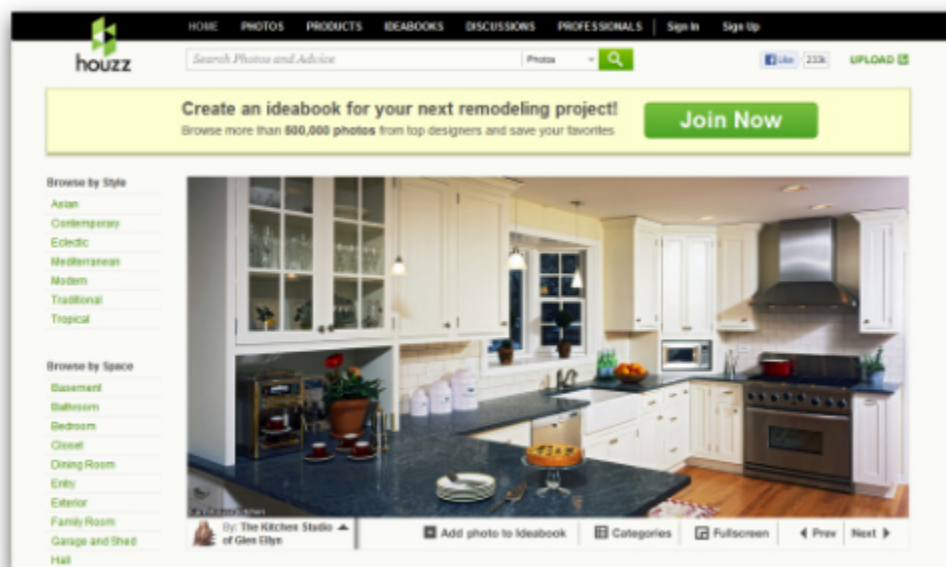 HOME PHOTOS PRODUCTS IDEABOOKS DISCUSSIONS PROFESSIONALS Sign In Sign Up
houzz
Search Photos and Advice Photos
Like 233k UPLOAD
Create an ideabook for your next remodeling project!
Browse more than 500,000 photos from top designers and save your favorites
Join Now
Browse by Style
Asian
Contemporary
Eclectic
Mediterranean
Modern
Traditional
Tropical
Browse by Space
Basement
Bathroom
Bedroom
Closet
Dining Room
Entry
Exterior
Family Room
Garage and Shed
Hall
By: The Kitchen Studio
of Glen Ellyn
Add photo to Ideabook Categories Fullscreen Prev Next